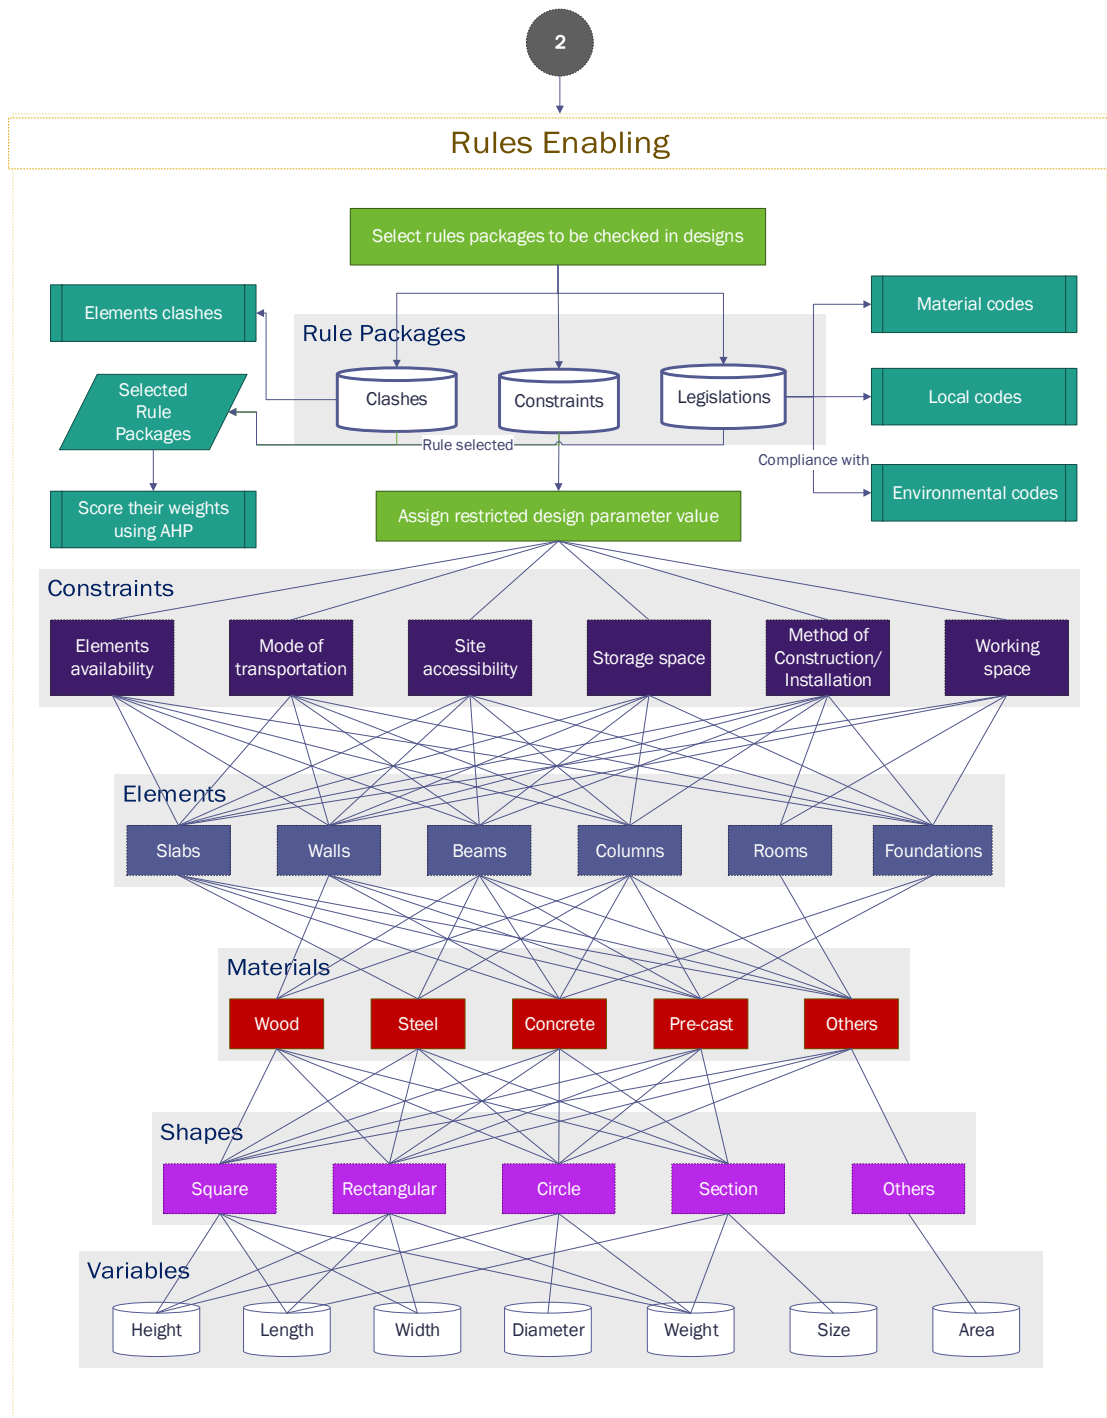 2
Rules Enabling
Select rules packages to be checked in designs
Elements clashes
Material codes
Rule Packages
Selected
Rule
Packages
Clashes
Constraints
Legislations
Local codes
Rule selected
Compliance with
Score their weights
using AHP
Assign restricted design parameter value
Environmental codes
Constraints
Elements
availability
Mode of
transportation
Site
accessibility
Storage space
Method of
Construction/
Installation
Working
space
Elements
Slabs
Walls
Beams
Columns
Rooms
Foundations
Materials
Wood
Steel
Concrete
Pre-cast
Others
Shapes
Square
Rectangular
Circle
Section
Others
Variables
Height
Length
Width
Diameter
Weight
Size
Area